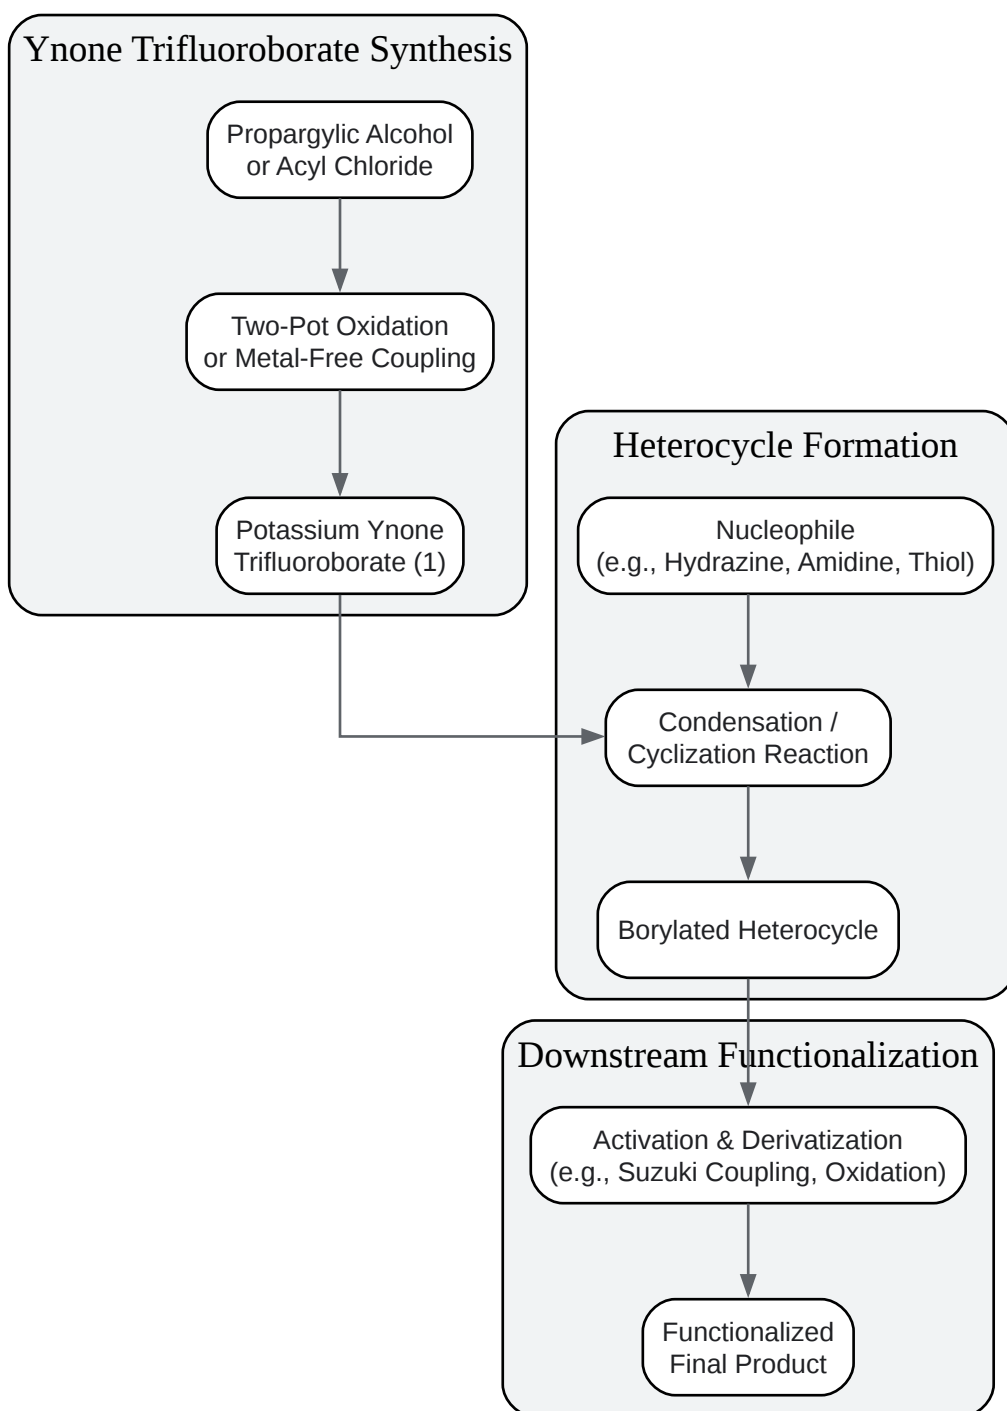 Ynone Trifluoroborate Synthesis
Propargylic Alcohol
or Acyl Chloride
Two-Pot Oxidation
or Metal-Free Coupling
Potassium Ynone
Trifluoroborate (1)
Heterocycle Formation
Nucleophile
(e.g., Hydrazine, Amidine, Thiol)
Condensation /
Cyclization Reaction
Borylated Heterocycle
Downstream Functionalization
Activation & Derivatization
(e.g., Suzuki Coupling, Oxidation)
Functionalized
Final Product